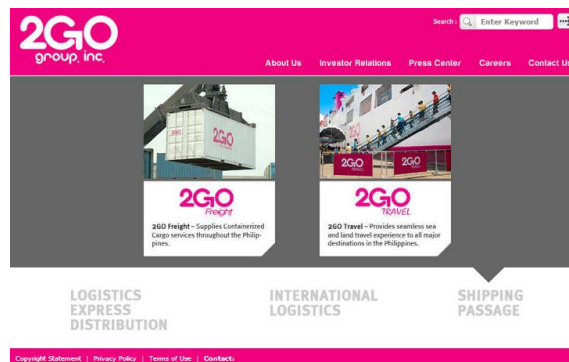 2GO
group, inc.
Search :
Enter Keyword
About Us
Investor Relations
Press Center
Careers
Contact Us
2GO
2GO
2GO
2GO
2GO
Freight
2GO
TRAVEL
2GO Freight – Supplies Containerized
Cargo services throughout the Philip-
pines.
2GO Travel – Provides seamless sea
and land travel experience to all major
destinations in the Philippines.
LOGISTICS
EXPRESS
DISTRIBUTION
INTERNATIONAL
LOGISTICS
SHIPPING
PASSAGE
Copyright Statement | Privacy Policy | Terms of Use | Contact: